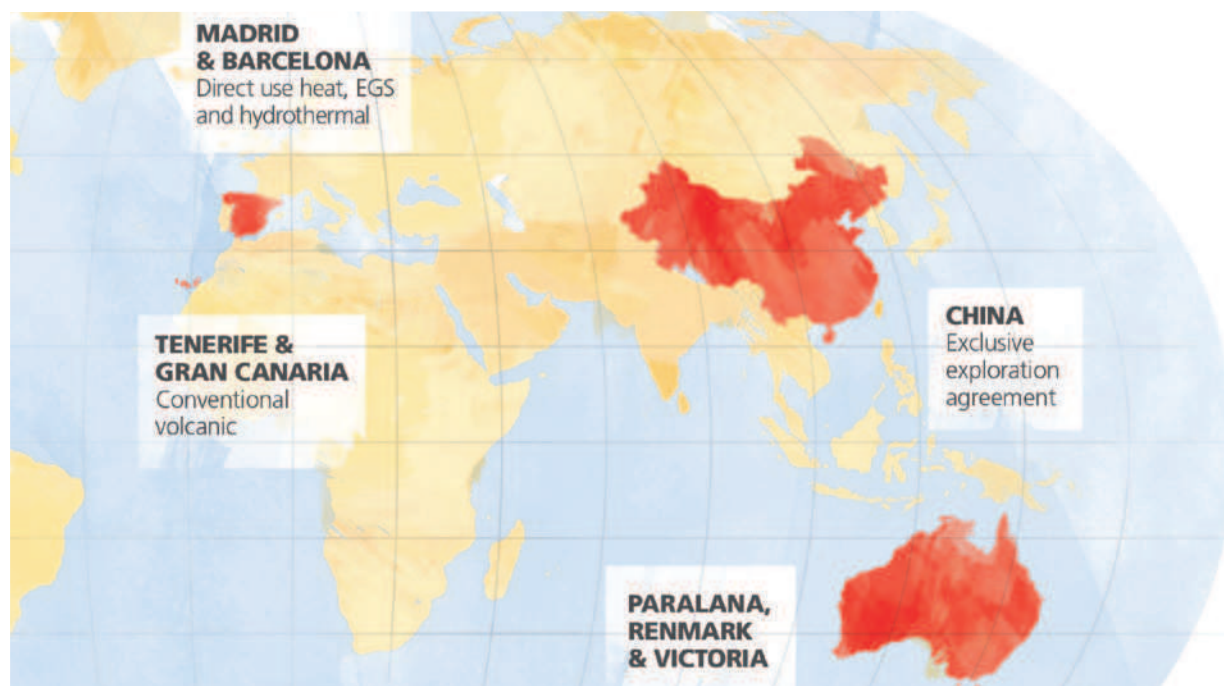 MADRID
& BARCELONA
Direct use heat, EGS
and hydrothermal
TENERIFE &
GRAN CANARIA
Conventional
volcanic
CHINA
Exclusive
exploration
agreement
PARALANA,
RENMARK
& VICTORIA